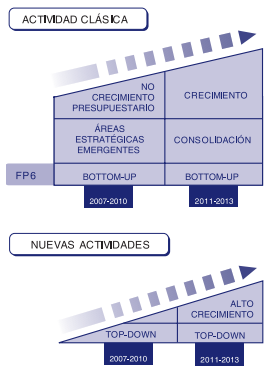 ACTIVIDAD CLÁSICA
NO
CRECIMIENTO
PRESUPUESTARIO
CRECIMIENTO
ÁREAS
ESTRATÉGICAS
EMERGENTES
CONSOLIDACIÓN
FP6
BOTTOM-UP
BOTTOM-UP
2007-2010
2011-2013
NUEVAS ACTIVIDADES
ALTO
CRECIMIENTO
TOP-DOWN
TOP-DOWN
2007-2010
2011-2013